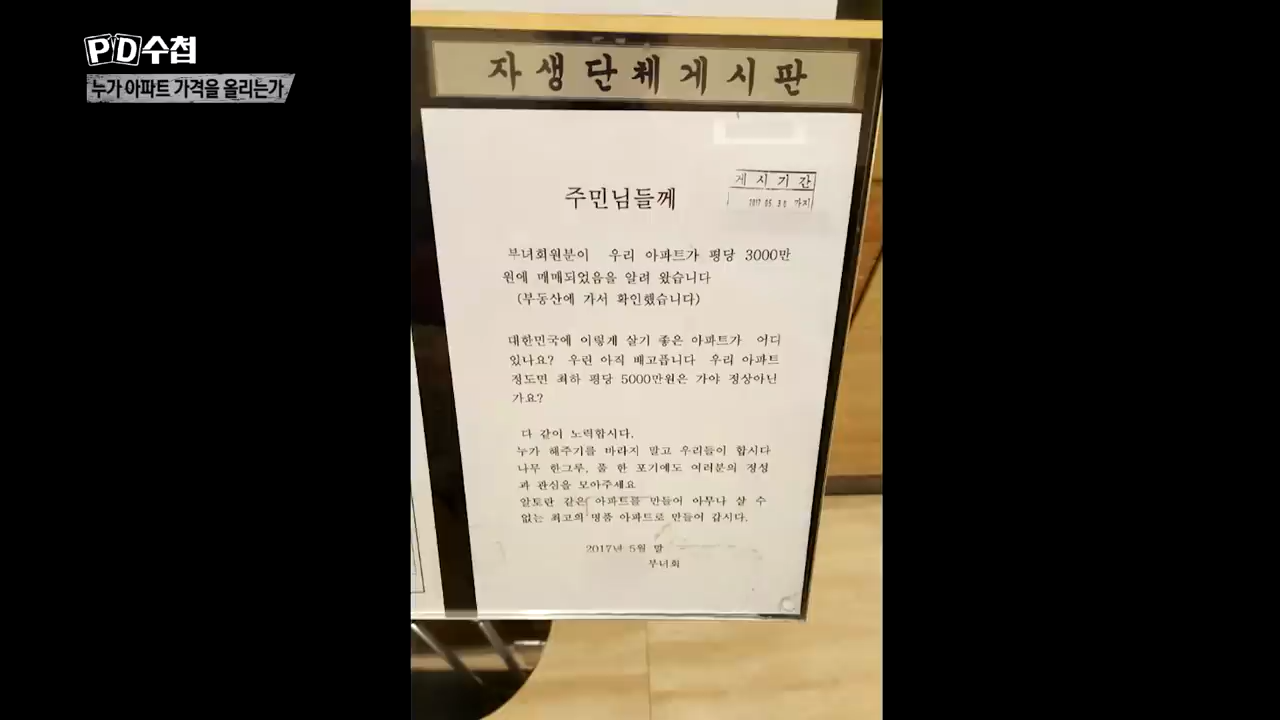 PD수첩
누가 아파트 가격을 올리는가
자생단체게시판
게시기간
2017.05.30 까지
주민님들께
부녀회원분이 우리 아파트가 평당 3000만
원에 매매되었음을 알려 왔습니다
(부동산에 가서 확인했습니다)
대한민국에 이렇게 살기 좋은 아파트가 어디
있나요? 우린 아직 배고픕니다 우리 아파트
정도면 최하 평당 5000만원은 가야 정상아닌
가요?
다 같이 노력합시다.
누가 해주기를 바라지 말고 우리들이 합시다
나무 한그루, 풀 한 포기에도 여러분의 정성
과 관심을 모아주세요
알토란 같은 아파트를 만들어 아무나 살 수
없는 최고의 명품 아파트로 만들어 갑시다.
2017년 5월 말
부녀회